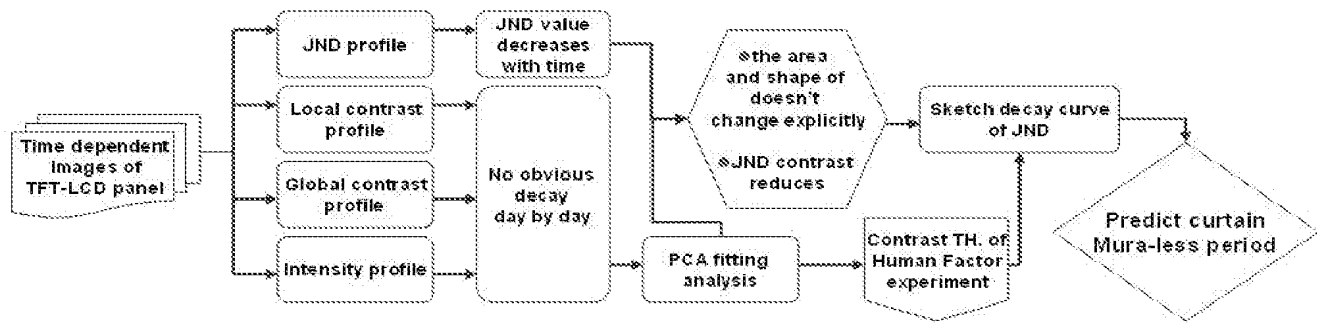 Time dependent
images of
TFT-LCD panel
JND profile
Local contrast
profile
Global contrast
profile
Intensity profile
JND value
decreases
with time
No obvious
decay
day by day
PCA fitting
analysis
※the area
and shape of
doesn't
change explicitly
※JND contrast
reduces
Contrast TH. of
Human Factor
experiment
Sketch decay curve
of JND
Predict curtain
Mura-less period